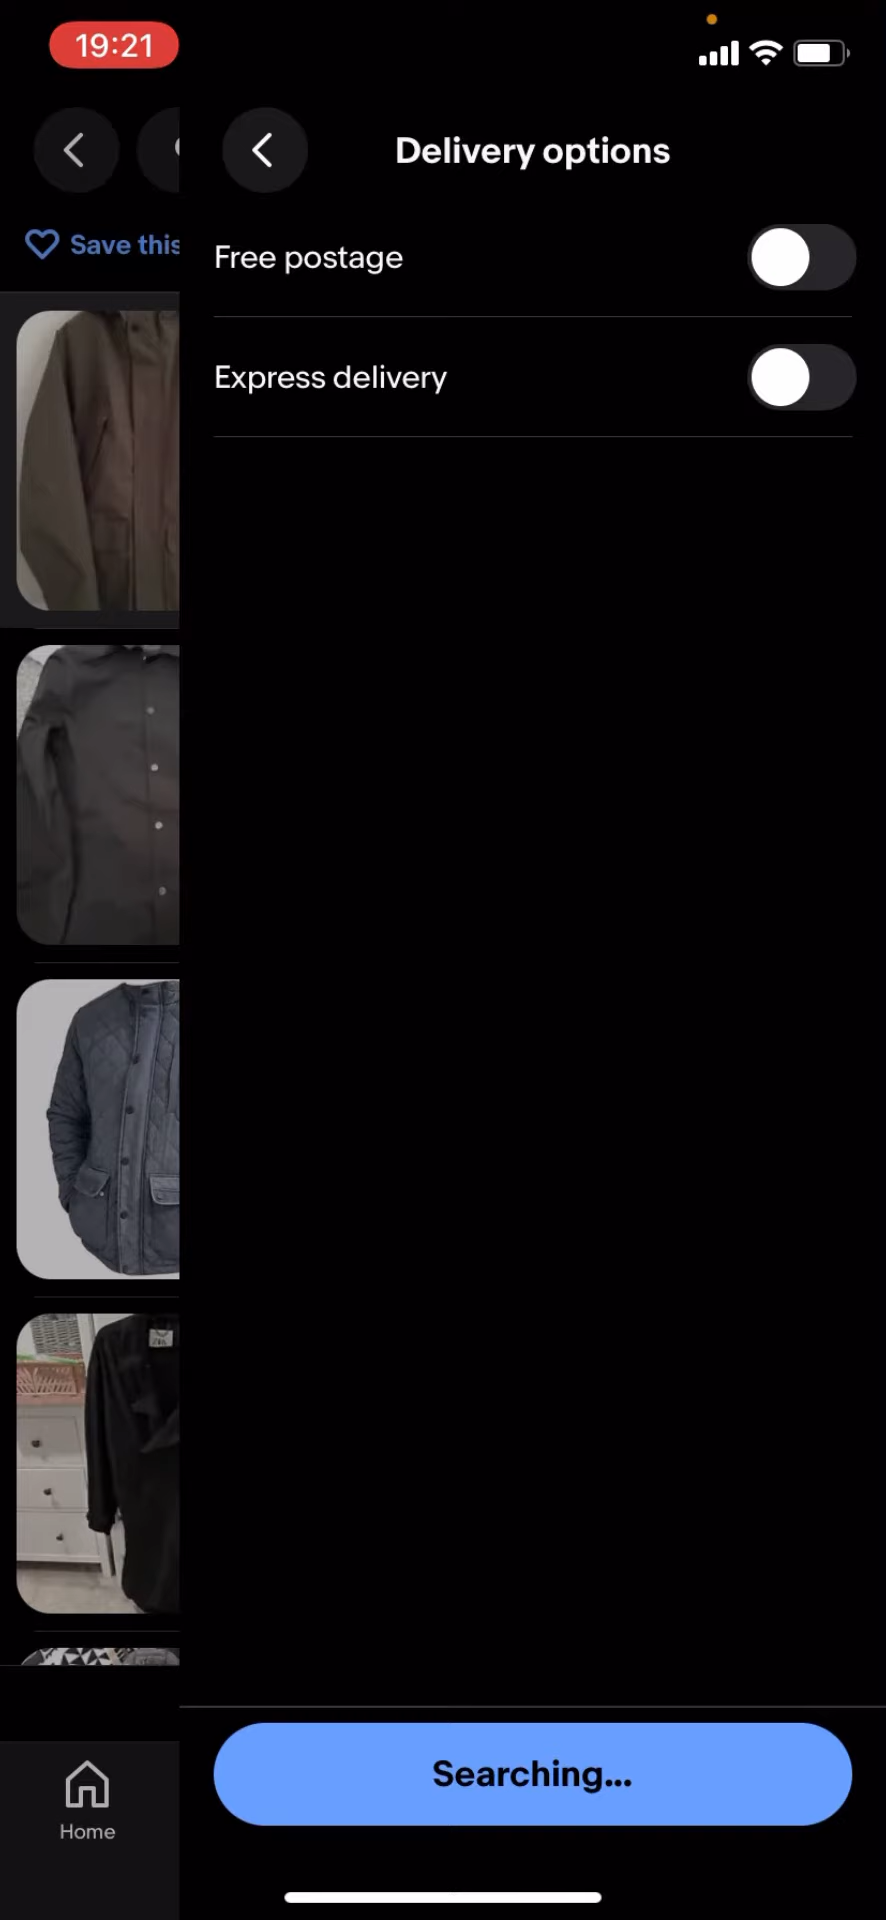 19:21
Delivery options
Save this
Free postage
Express delivery
Searching...
Home